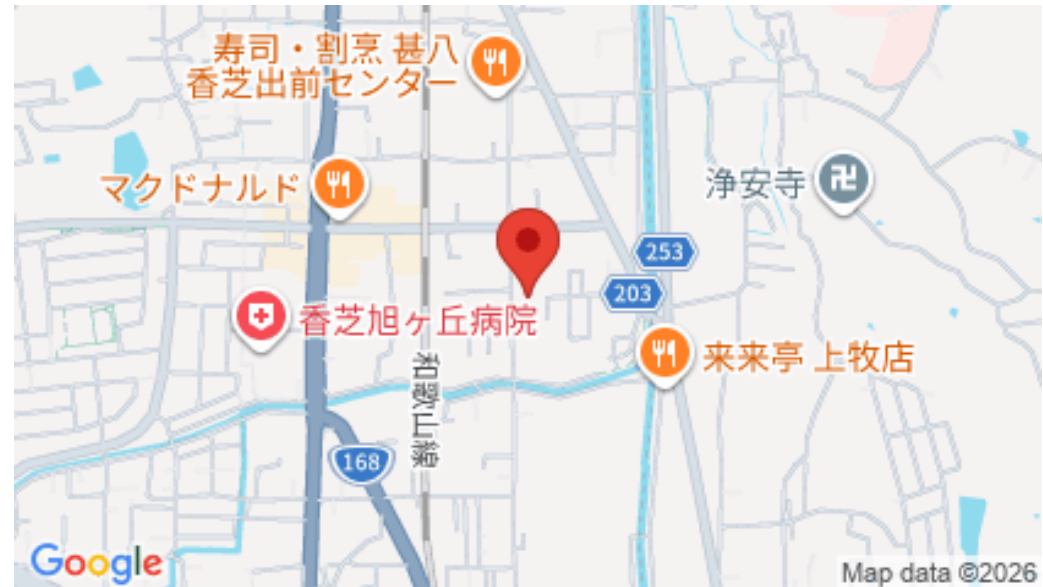 寿司・割烹 甚八
香芝出前センター
マクドナルド
浄安寺
253
203
香芝旭ヶ丘病院
来来亭 上牧店
和歌山線
168
Google
Map data ©2026